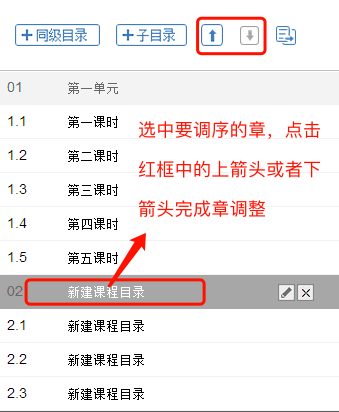 +同级目录 +子目录
01 第一单元
1.1 第一课时
1.2 第二课时
1.3 第三课时
1.4 第四课时
1.5 第五课时
选中要调序的章，点击
红框中的上箭头或者下
箭头完成章调整
02 新建课程目录
2.1 新建课程目录
2.2 新建课程目录
2.3 新建课程目录